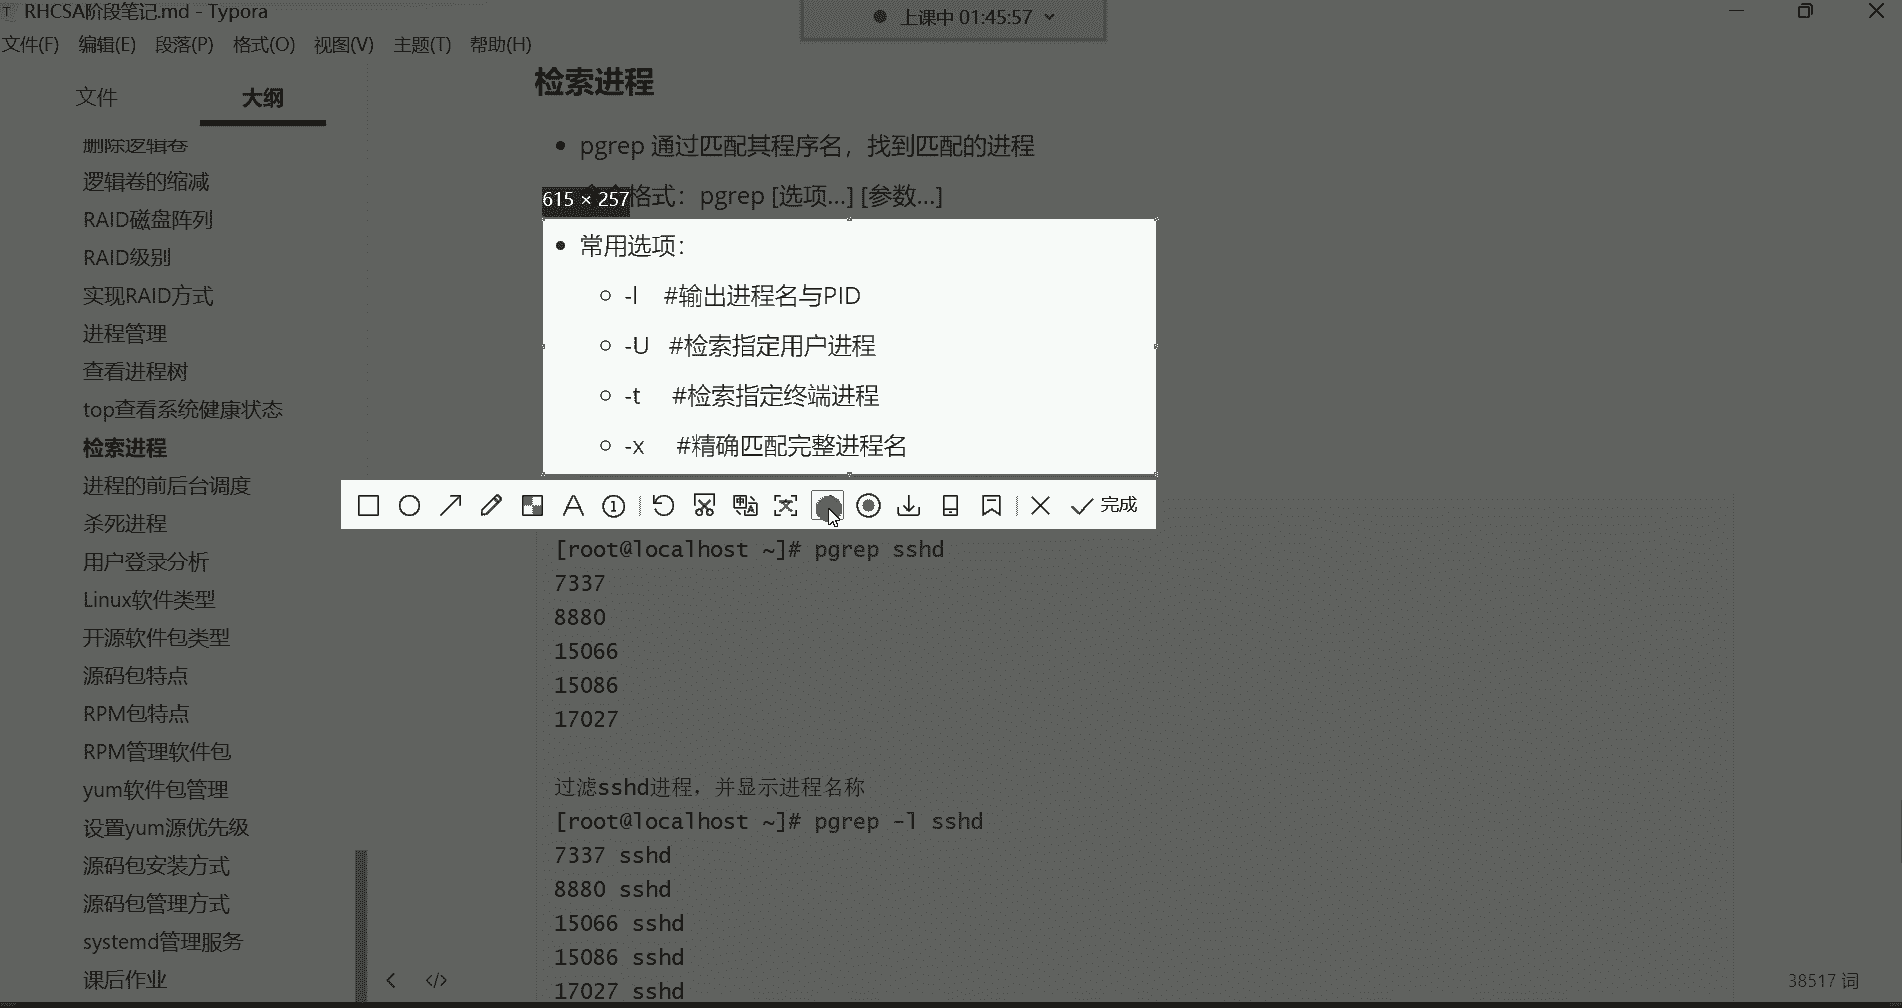 RHCSA阶段笔记.md - Typora
上课中 01:45:57
文件(F) 编辑(E) 段落(P) 格式(O) 视图(V) 主题(T) 帮助(H)
文件 大纲
删除逻辑卷
逻辑卷的缩减
RAID磁盘阵列
RAID级别
实现RAID方式
进程管理
查看进程树
top查看系统健康状态
检索进程
进程的前后台调度
杀死进程
用户登录分析
Linux软件类型
开源软件包类型
源码包特点
RPM包特点
RPM管理软件包
yum软件包管理
设置yum源优先级
源码包安装方式
源码包管理方式
systemd管理服务
课后作业
检索进程
pgrep 通过匹配其程序名，找到匹配的进程
格式：pgrep [选项...] [参数...]
615 × 257
常用选项：
-l #输出进程名与PID
-U #检索指定用户进程
-t #检索指定终端进程
-x #精确匹配完整进程名
完成
[root@localhost ~]# pgrep sshd
7337
8880
15066
15086
17027
过滤sshd进程，并显示进程名称
[root@localhost ~]# pgrep -l sshd
7337 sshd
8880 sshd
15066 sshd
15086 sshd
17027 sshd
38517 词